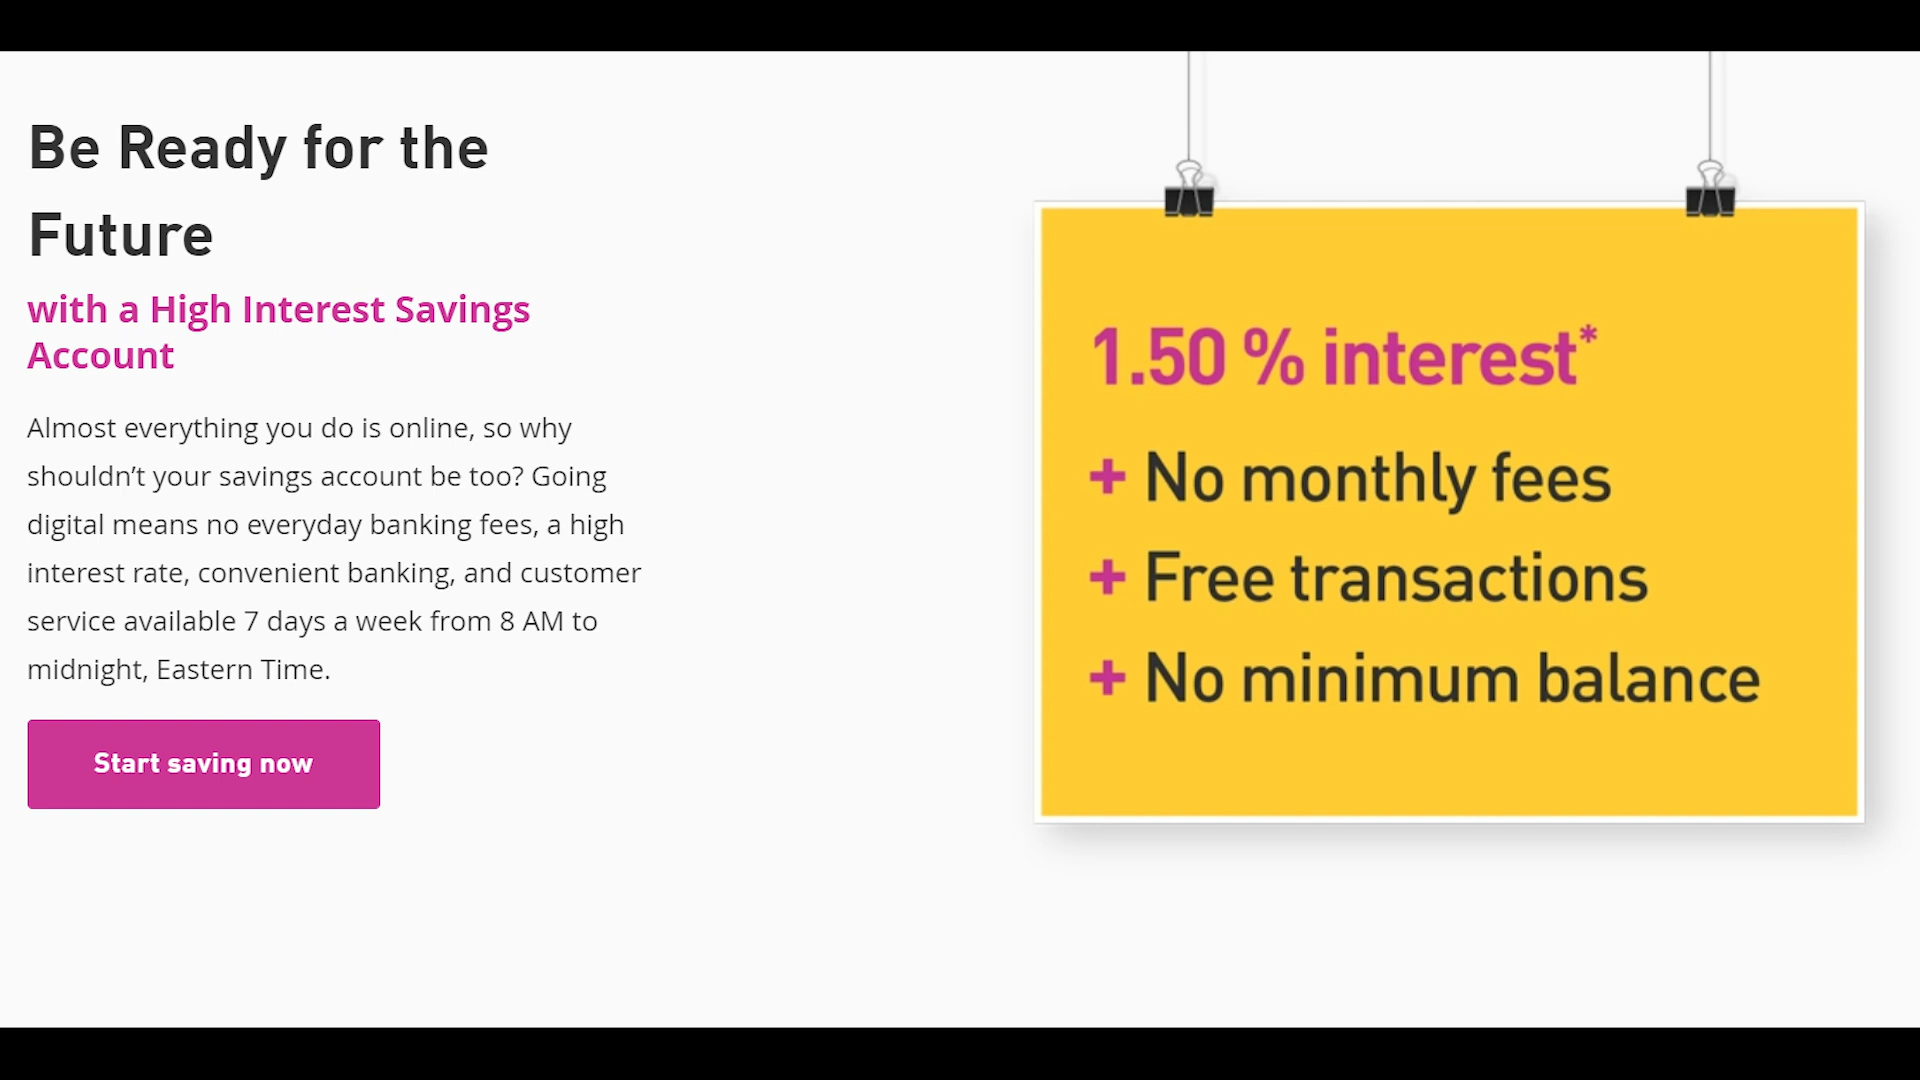 Be Ready for the
Future
with a High Interest Savings
Account
Almost everything you do is online, so why
shouldn’t your savings account be too? Going
digital means no everyday banking fees, a high
interest rate, convenient banking, and customer
service available 7 days a week from 8 AM to
midnight, Eastern Time.
Start saving now
1.50 % interest*
+ No monthly fees
+ Free transactions
+ No minimum balance